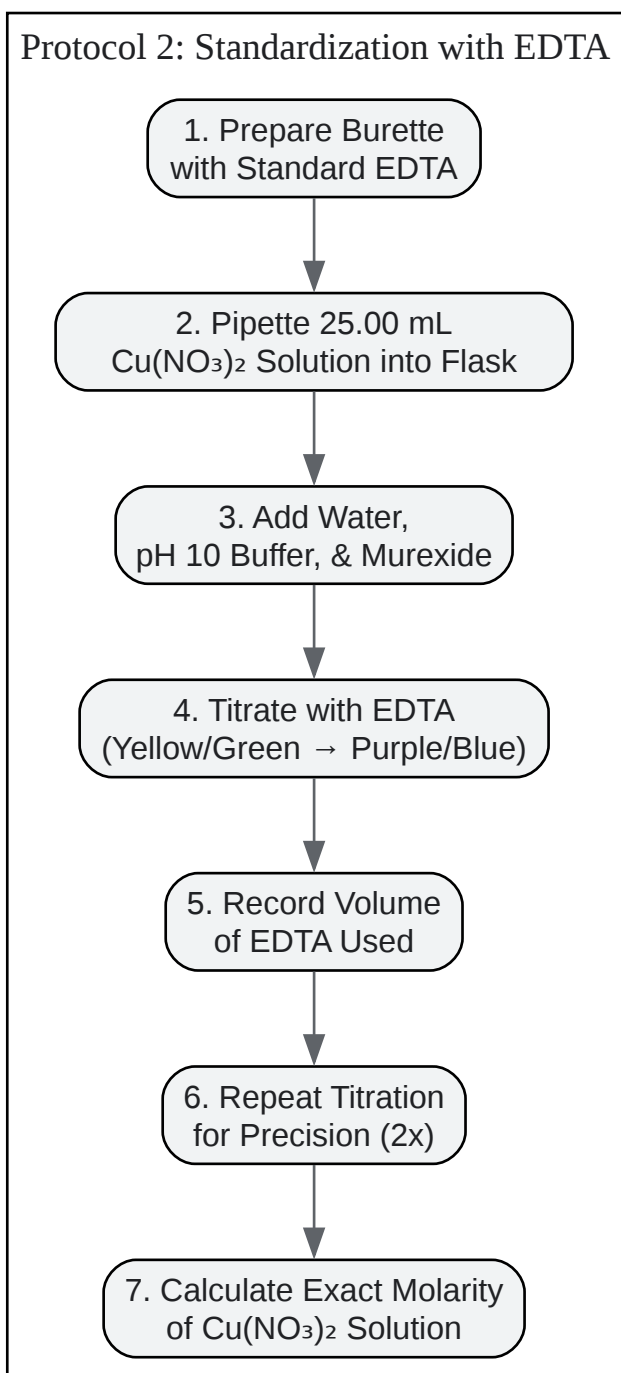 Protocol 2: Standardization with EDTA
1. Prepare Burette
with Standard EDTA
2. Pipette 25.00 mL
Cu(NO₃)₂ Solution into Flask
3. Add Water,
pH 10 Buffer, & Murexide
4. Titrate with EDTA
(Yellow/Green → Purple/Blue)
5. Record Volume
of EDTA Used
6. Repeat Titration
for Precision (2x)
7. Calculate Exact Molarity
of Cu(NO₃)₂ Solution